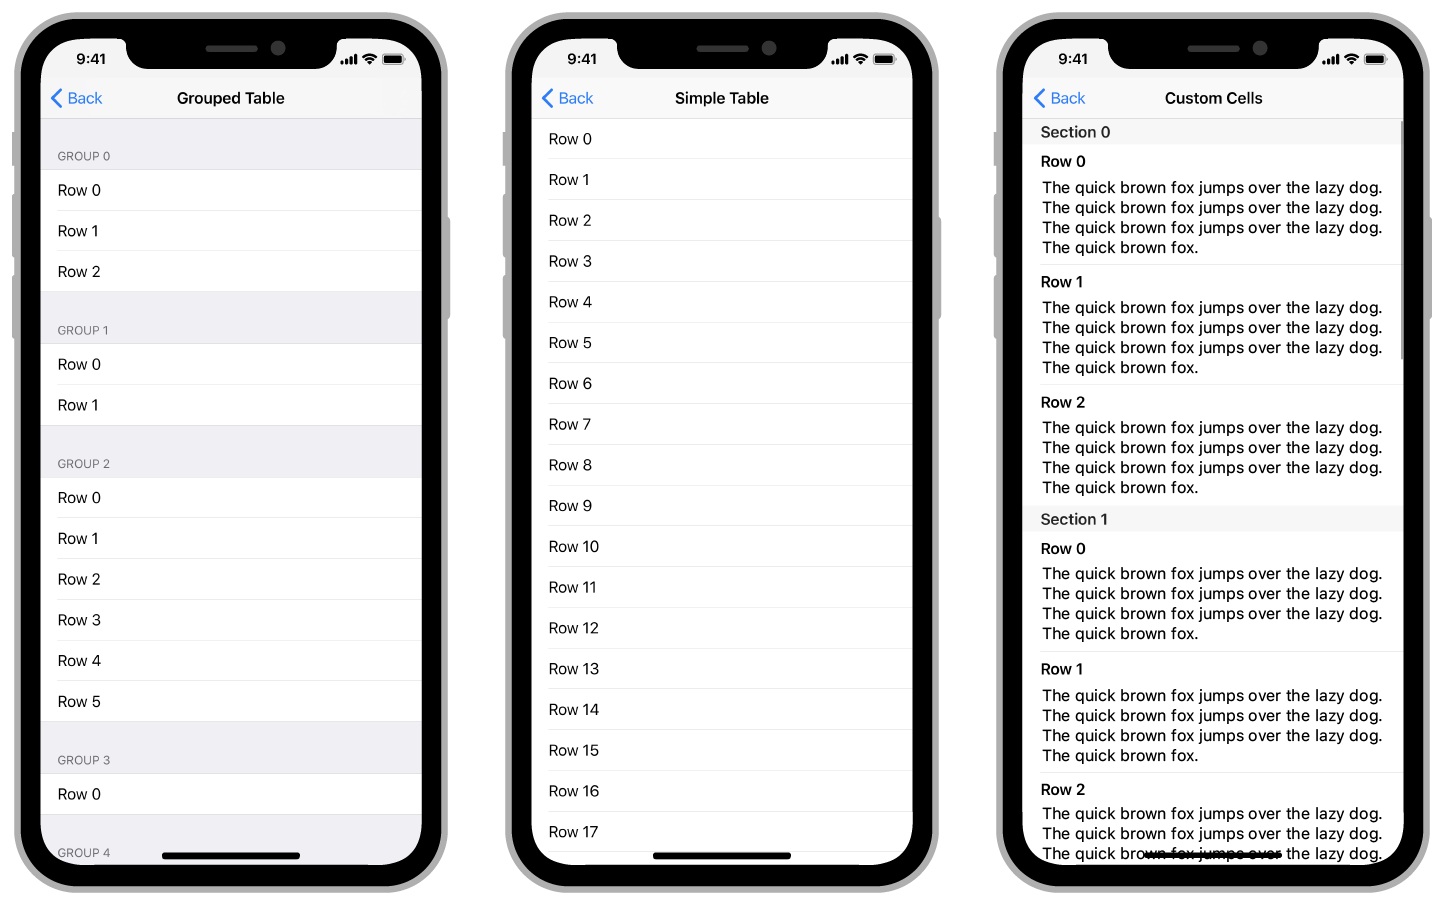 9:41
Back
Grouped Table
GROUP 0
Row 0
Row 1
Row 2
GROUP 1
Row 0
Row 1
GROUP 2
Row 0
Row 1
Row 2
Row 3
Row 4
Row 5
GROUP 3
Row 0
GROUP 4
9:41
Back
Simple Table
Row 0
Row 1
Row 2
Row 3
Row 4
Row 5
Row 6
Row 7
Row 8
Row 9
Row 10
Row 11
Row 12
Row 13
Row 14
Row 15
Row 16
Row 17
9:41
Back
Custom Cells
Section 0
Row 0
The quick brown fox jumps over the lazy dog.
The quick brown fox jumps over the lazy dog.
The quick brown fox jumps over the lazy dog.
The quick brown fox.
Row 1
The quick brown fox jumps over the lazy dog.
The quick brown fox jumps over the lazy dog.
The quick brown fox jumps over the lazy dog.
The quick brown fox.
Row 2
The quick brown fox jumps over the lazy dog.
The quick brown fox jumps over the lazy dog.
The quick brown fox jumps over the lazy dog.
The quick brown fox.
Section 1
Row 0
The quick brown fox jumps over the lazy dog.
The quick brown fox jumps over the lazy dog.
The quick brown fox jumps over the lazy dog.
The quick brown fox.
Row 1
The quick brown fox jumps over the lazy dog.
The quick brown fox jumps over the lazy dog.
The quick brown fox jumps over the lazy dog.
The quick brown fox.
Row 2
The quick brown fox jumps over the lazy dog.
The quick brown fox jumps over the lazy dog.
The quick brown fox jumps over the lazy dog.